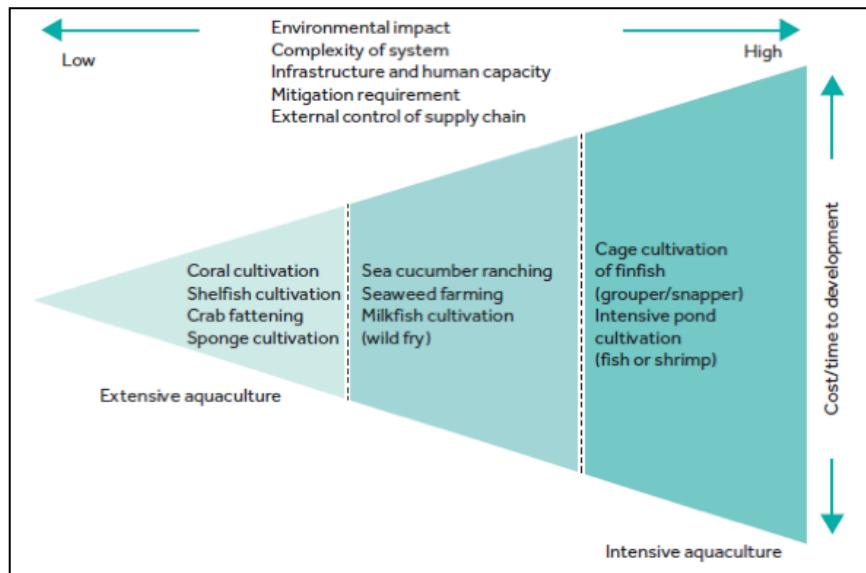 Environmental impact
Complexity of system
Infrastructure and human capacity
Mitigation requirement
External control of supply chain
Low
High
Coral cultivation
Shelfish cultivation
Crab fattening
Sponge cultivation
Sea cucumber ranching
Seaweed farming
Milkfish cultivation
(wild fry)
Cage cultivation
of finfish
(grouper/snapper)
Intensive pond
cultivation
(fish or shrimp)
Cost/time to development
Extensive aquaculture
Intensive aquaculture